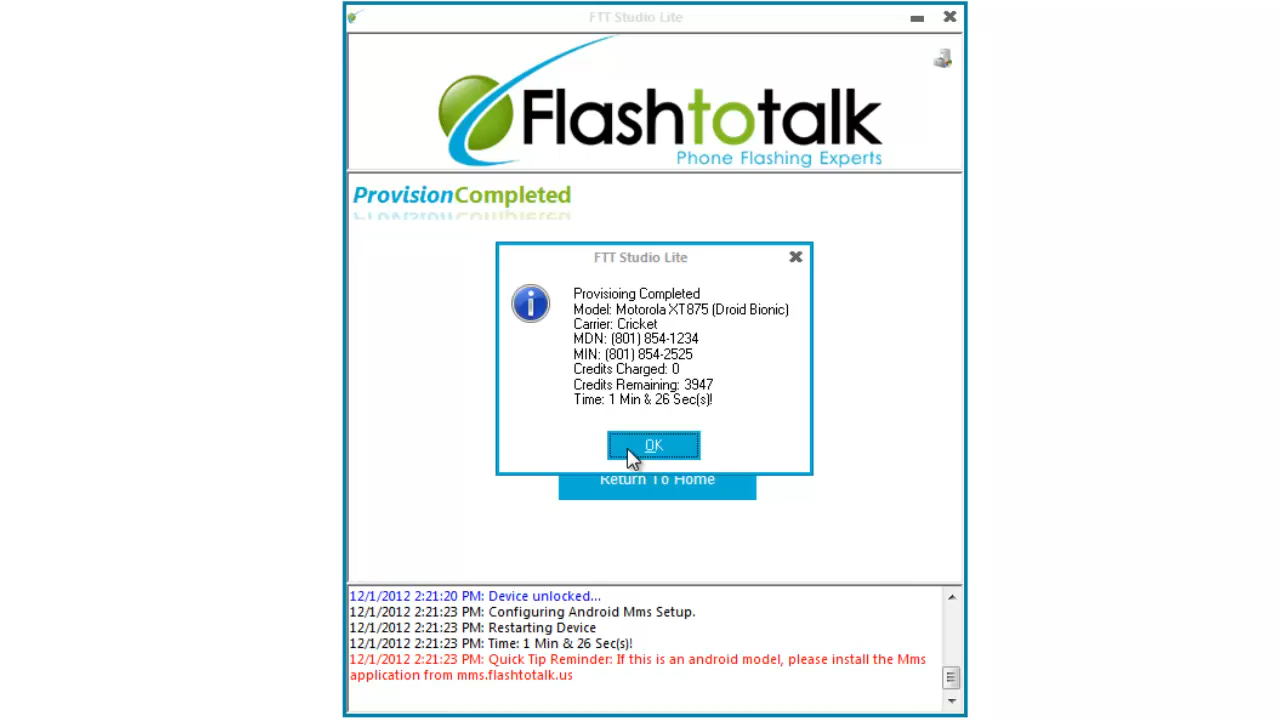 FTT Studio Lite
Flashtotalk
Phone Flashing Experts
ProvisionCompleted
FTT Studio Lite
Provisioing Completed
Model: Motorola XT875 (Droid Bionic)
Carrier: Cricket
MDN: (801) 854-1234
MIN: (801) 854-2525
Credits Charged: 0
Credits Remaining: 3947
Time: 1 Min & 26 Sec(s)!
OK
Return To Home
12/1/2012 2:21:20 PM: Device unlocked...
12/1/2012 2:21:23 PM: Configuring Android Mms Setup.
12/1/2012 2:21:23 PM: Restarting Device
12/1/2012 2:21:23 PM: Time: 1 Min & 26 Sec(s)!
12/1/2012 2:21:23 PM: Quick Tip Reminder: If this is an android model, please install the Mms
application from mms.flashtotalk.us